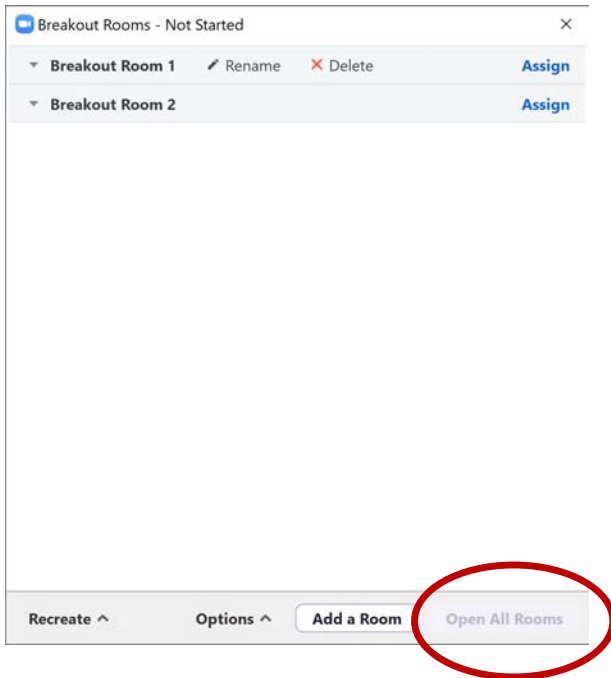 Breakout Rooms - Not Started
Breakout Room 1 Rename Delete Assign
Breakout Room 2 Assign
Recreate Options Add a Room Open All Rooms